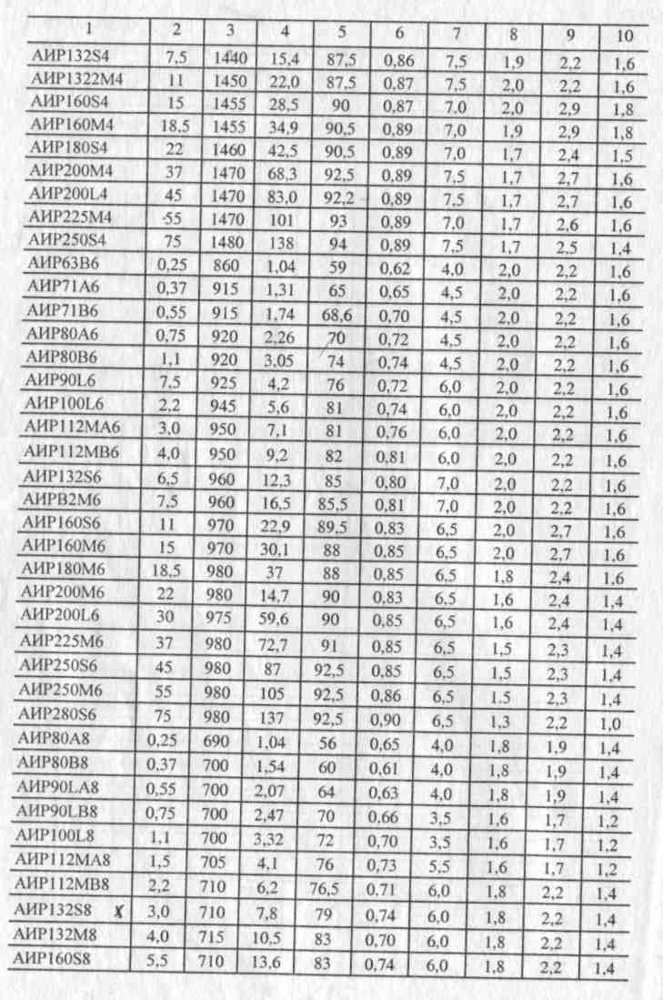 1 2 3 4 5 6 7 8 9 10
АИР132S4 7,5 1440 15,4 87,5 0,86 7,5 1,9 2,2 1,6
АИР1322М4 11 1450 22,0 87,5 0,87 7,5 2,0 2,2 1,6
АИР160S4 15 1455 28,5 90 0,87 7,0 2,0 2,9 1,8
АИР160М4 18,5 1455 34,9 90,5 0,89 7,0 1,9 2,9 1,8
АИР180S4 22 1460 42,5 90,5 0,89 7,0 1,7 2,4 1,5
АИР200М4 37 1470 68,3 92,5 0,89 7,5 1,7 2,7 1,6
АИР200L4 45 1470 83,0 92,2 0,89 7,5 1,7 2,7 1,6
АИР225М4 55 1470 101 93 0,89 7,0 1,7 2,6 1,6
АИР250S4 75 1480 138 94 0,89 7,5 1,7 2,5 1,4
АИР63В6 0,25 860 1,04 59 0.62 4,0 2,0 2,2 1,6
АИР71А6 0,37 915 1,31 65 0,65 4,5 2,0 2,2 1,6
АИР71В6 0,55 915 1,74 68,6 0,70 4,5 2,0 2,2 1,6
АИР80А6 0,75 920 2,26 70 0,72 4,5 2,0 2,2 1,6
АИР80В6 1,1 920 3,05 74 0,74 4,5 2,0 2,2 1,6
АИР90L6 7,5 925 4,2 76 0,72 6,0 2,0 2,2 1,6
АИР100L6 2,2 945 5,6 81 0,74 6,0 2,0 2,2 1,6
АИР112МА6 3,0 950 7,1 81 0,76 6,0 2,0 2,2 1,6
АИР112МВ6 4,0 950 9,2 82 0,81 6,0 2,0 2,2 1,6
АИР132S6 6,5 960 12,3 85 0,80 7,0 2,0 2,2 1,6
АИРВ2М6 7,5 960 16,5 85,5 0,81 7,0 2,0 2,2 1,6
АИР160S6 11 970 22,9 89,5 0,83 6,5 2,0 2,7 1,6
АИР160М6 15 970 30,1 88 0,85 6,5 2,0 2,7 1,6
АИР180М6 18,5 980 37 88 0,85 6,5 1,8 2,4 1,6
АИР200М6 22 980 14,7 90 0,83 6,5 1,6 2,4 1,4
АИР200L6 30 975 59,6 90 0,85 6,5 1,6 2,4 1,4
АИР225М6 37 980 72,7 91 0,85 6,5 1,5 2,3 1,4
АИР250S6 45 980 87 92,5 0,85 6,5 1,5 2,3 1,4
АИР250М6 55 980 105 92,5 0,86 6,5 1.5 2,3 1,4
АИР280S6 75 980 137 92,5 0,90 6,5 1,3 2,2 1,0
АИР80А8 0,25 690 1,04 56 0,65 4,0 1,8 1,9 1,4
АИР80В8 0,37 700 1,54 60 0,61 4,0 1,8 1,9 1,4
АИР90LA8 0,55 700 2,07 64 0,63 4,0 1,8 1,9 1,4
АИР90LB8 0,75 700 2,47 70 0,66 3,5 1,6 1,7 1,2
АИР100L8 1,1 700 3,32 72 0,70 3,5 1,6 1,7 1,2
АИР112МА8 1,5 705 4,1 76 0,73 5,5 1,6 1,7 1,2
АИР112МВ8 2,2 710 6,2 76,5 0.71 6,0 1,8 2,2 1,4
АИР132S8 х 3,0 710 7,8 79 0,74 6,0 1,8 2,2 1,4
АИР132М8 4,0 715 10,5 83 0,70 6,0 1,8 2,2 1,4
АИР160S8 5,5 710 13,6 83 0,74 6,0 1,8 2,2 1,4